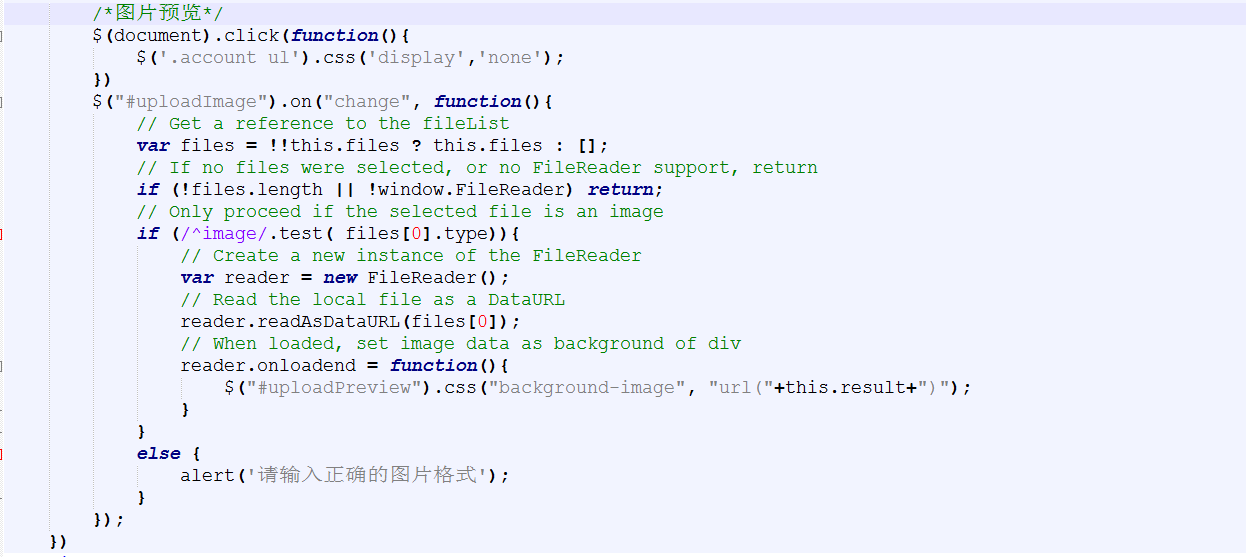 /*图片预览*/
$(document).click(function(){
$('.account ul').css('display','none');
})
$("#uploadImage").on("change", function(){
// Get a reference to the fileList
var files = !!this.files ? this.files : [];
// If no files were selected, or no FileReader support, return
if (!files.length || !window.FileReader) return;
// Only proceed if the selected file is an image
if (/^image/.test( files[0].type)){
// Create a new instance of the FileReader
var reader = new FileReader();
// Read the local file as a DataURL
reader.readAsDataURL(files[0]);
// When loaded, set image data as background of div
reader.onloadend = function(){
$("#uploadPreview").css("background-image", "url("+this.result+")");
}
}
else {
alert('请输入正确的图片格式');
}
});
})